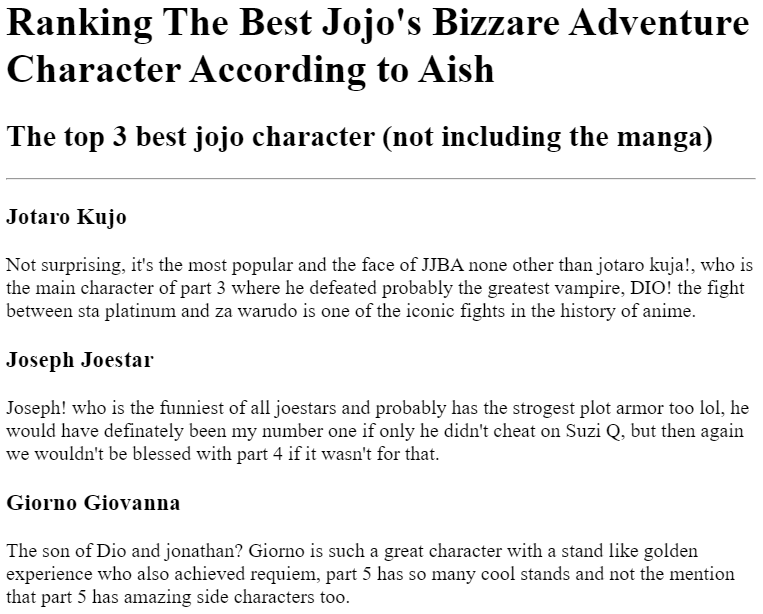 Ranking The Best Jojo's Bizzare Adventure
Character According to Aish
The top 3 best jojo character (not including the manga)
Jotaro Kujo
Not surprising, it's the most popular and the face of JJBA none other than jotaro kuja!, who is
the main character of part 3 where he defeated probably the greatest vampire, DIO! the fight
between sta platinum and za warudo is one of the iconic fights in the history of anime.
Joseph Joestar
Joseph! who is the funniest of all joestars and probably has the strogest plot armor too lol, he
would have definately been my number one if only he didn't cheat on Suzi Q, but then again
we wouldn't be blessed with part 4 if it wasn't for that.
Giorno Giovanna
The son of Dio and jonathan? Giorno is such a great character with a stand like golden
experience who also achieved requiem, part 5 has so many cool stands and not the mention
that part 5 has amazing side characters too.